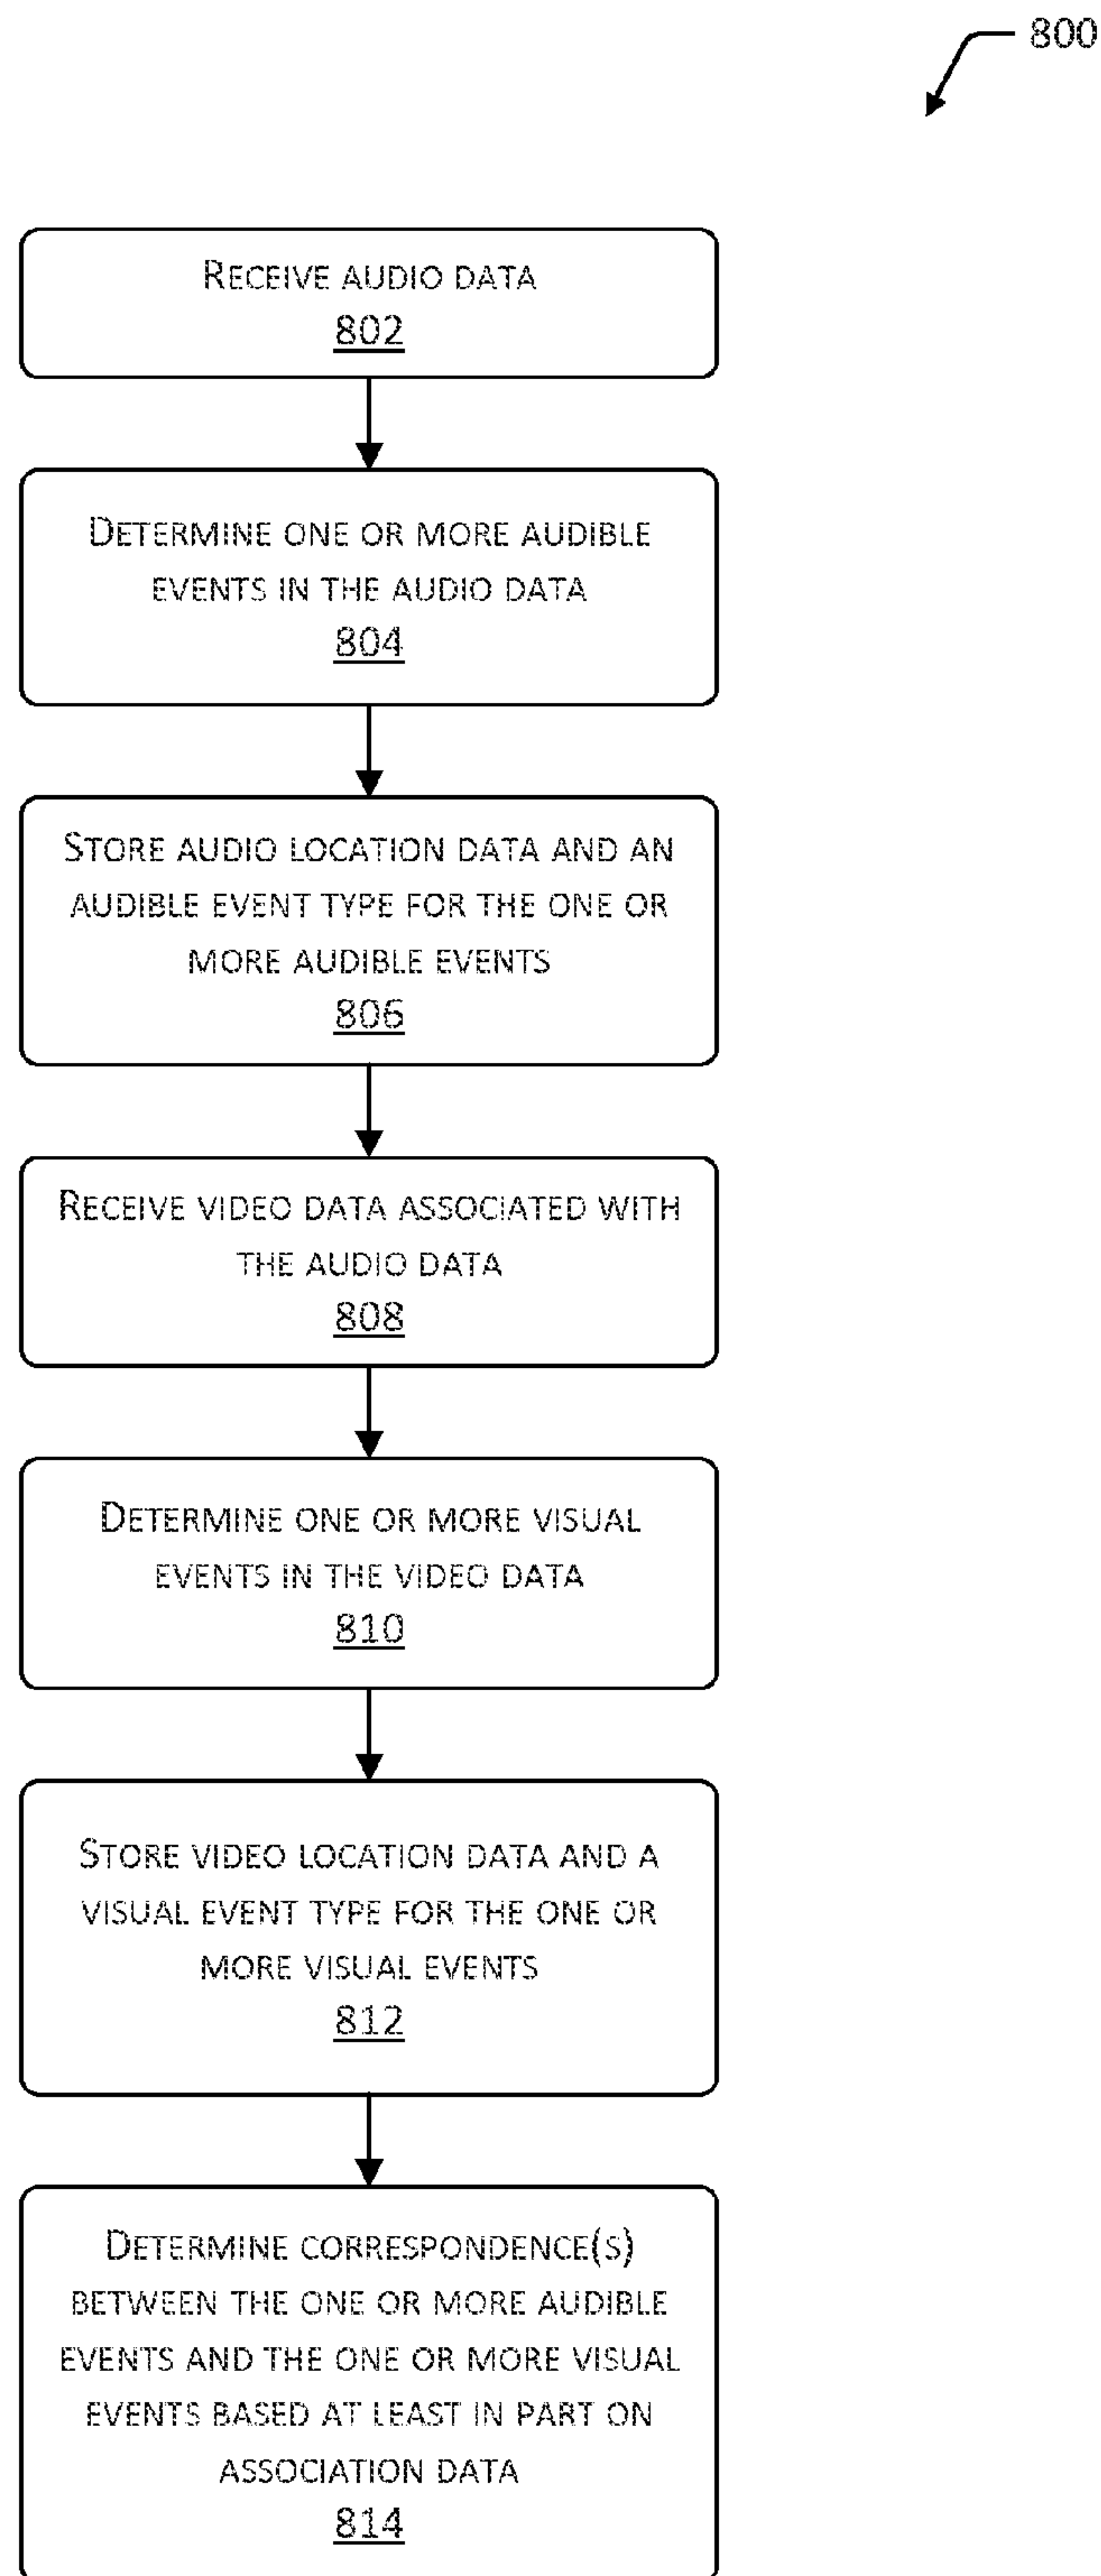 800
RECEIVE AUDIO DATA
802
DETERMINE ONE OR MORE AUDIBLE
EVENTS IN THE AUDIO DATA
804
STORE AUDIO LOCATION DATA AND AN
AUDIBLE EVENT TYPE FOR THE ONE OR
MORE AUDIBLE EVENTS
806
RECEIVE VIDEO DATA ASSOCIATED WITH
THE AUDIO DATA
808
DETERMINE ONE OR MORE VISUAL
EVENTS IN THE VIDEO DATA
810
STORE VIDEO LOCATION DATA AND A
VISUAL EVENT TYPE FOR THE ONE OR
MORE VISUAL EVENTS
812
DETERMINE CORRESPONDENCE(S)
BETWEEN THE ONE OR MORE AUDIBLE
EVENTS AND THE ONE OR MORE VISUAL
EVENTS BASED AT LEAST IN PART ON
ASSOCIATION DATA
814